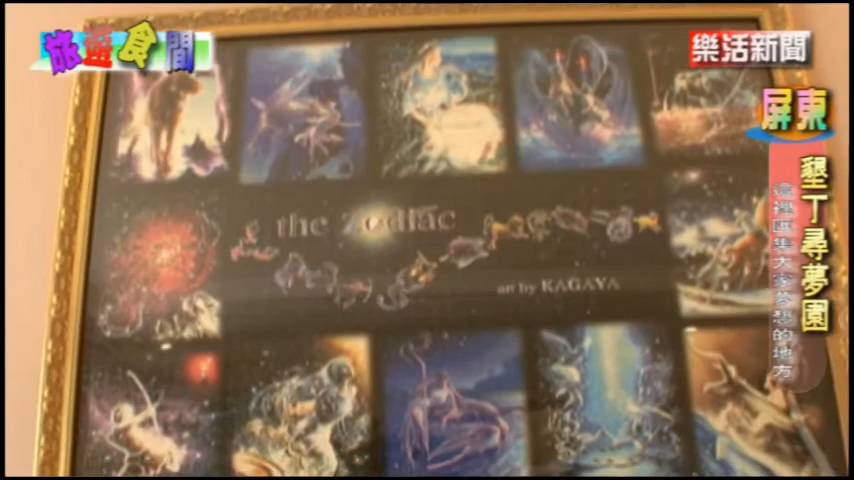 旅遊食間
樂活新聞
屏東
墾丁尋夢園
這裡匯集大家夢想的地方
the Zodiac
art by KAGAYA